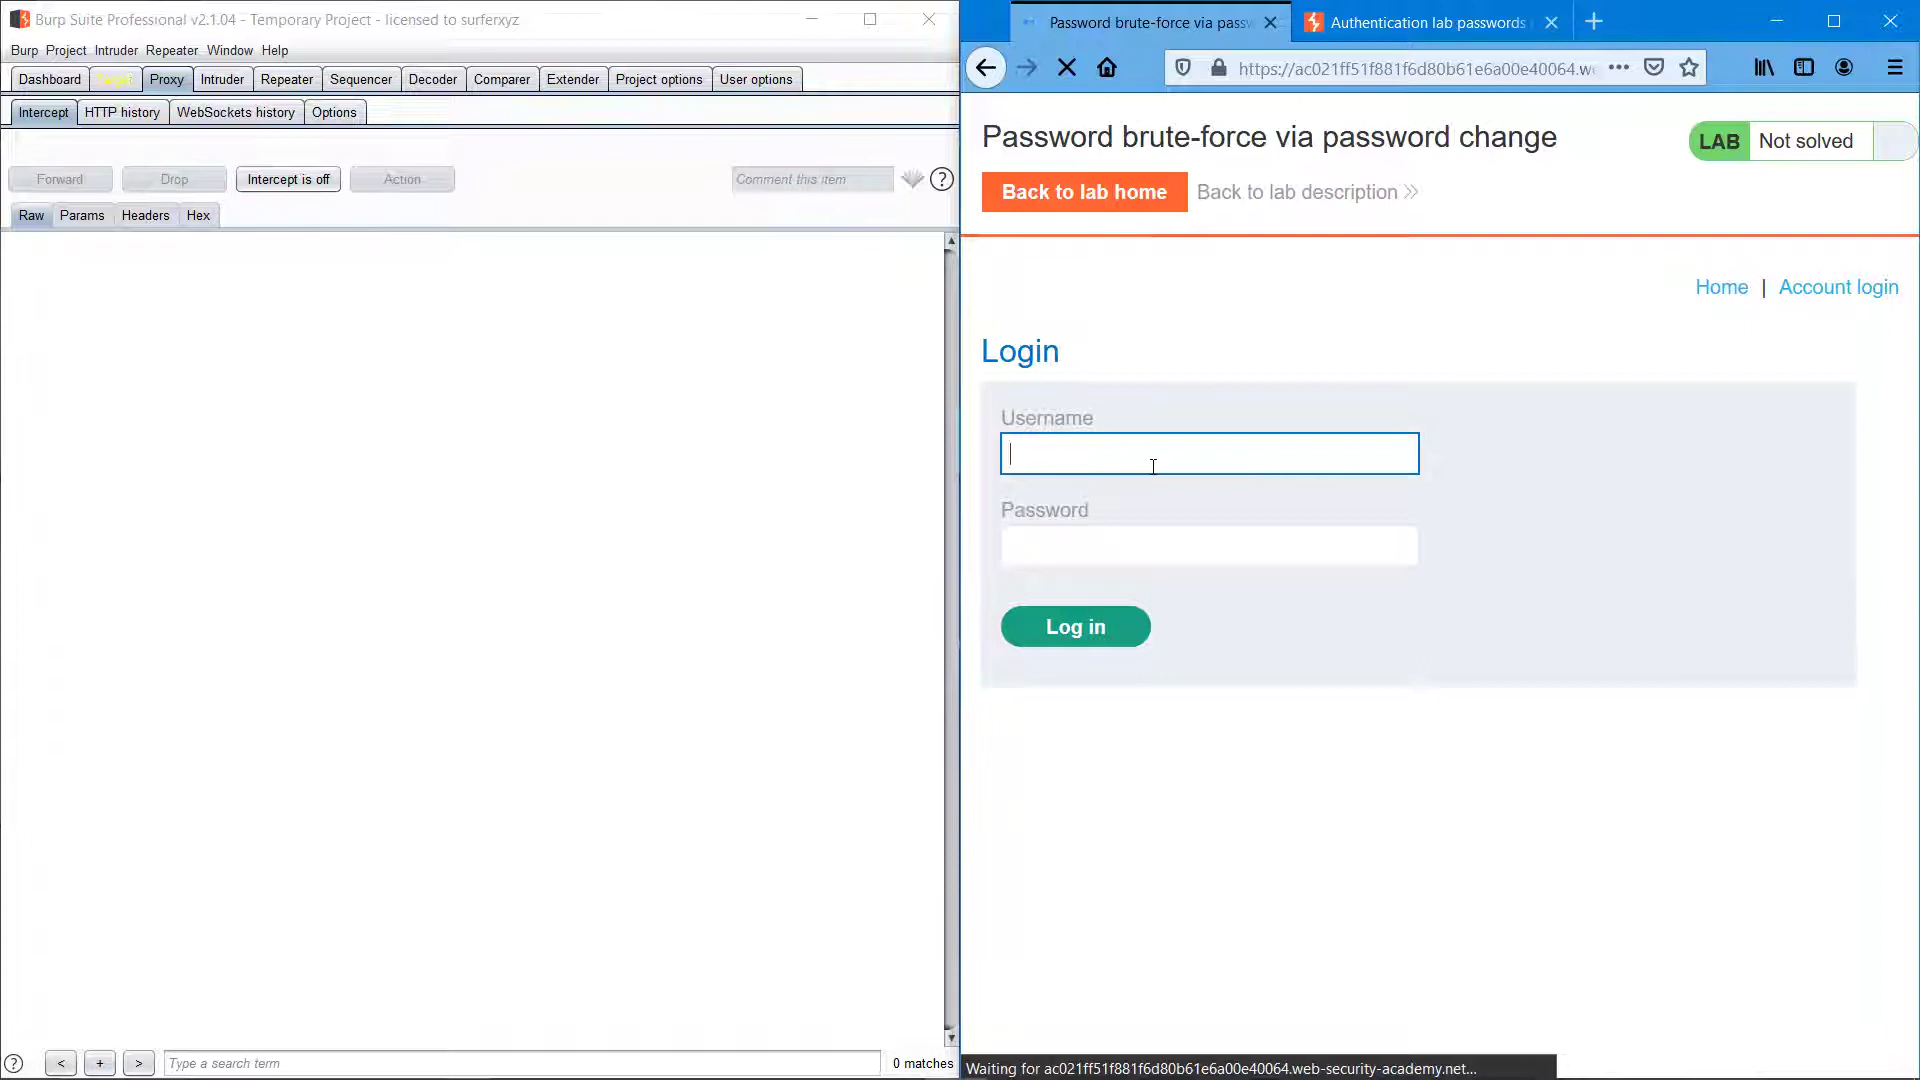 Burp Suite Professional v2.1.04 - Temporary Project - licensed to surferxyz
Burp Project Intruder Repeater Window Help
Dashboard Target Proxy Intruder Repeater Sequencer Decoder Comparer Extender Project options User options
Intercept HTTP history WebSockets history Options
Forward Drop Intercept is off Action Comment this item ?
Raw Params Headers Hex
? < + > Type a search term 0 matches
Password brute-force via passw
Authentication lab passwords
https://ac021ff51f881f6d80b61e6a00e40064.we
Password brute-force via password change
LAB Not solved
Back to lab home Back to lab description >>
Home | Account login
Login
Username
Password
Log in
Waiting for ac021ff51f881f6d80b61e6a00e40064.web-security-academy.net...